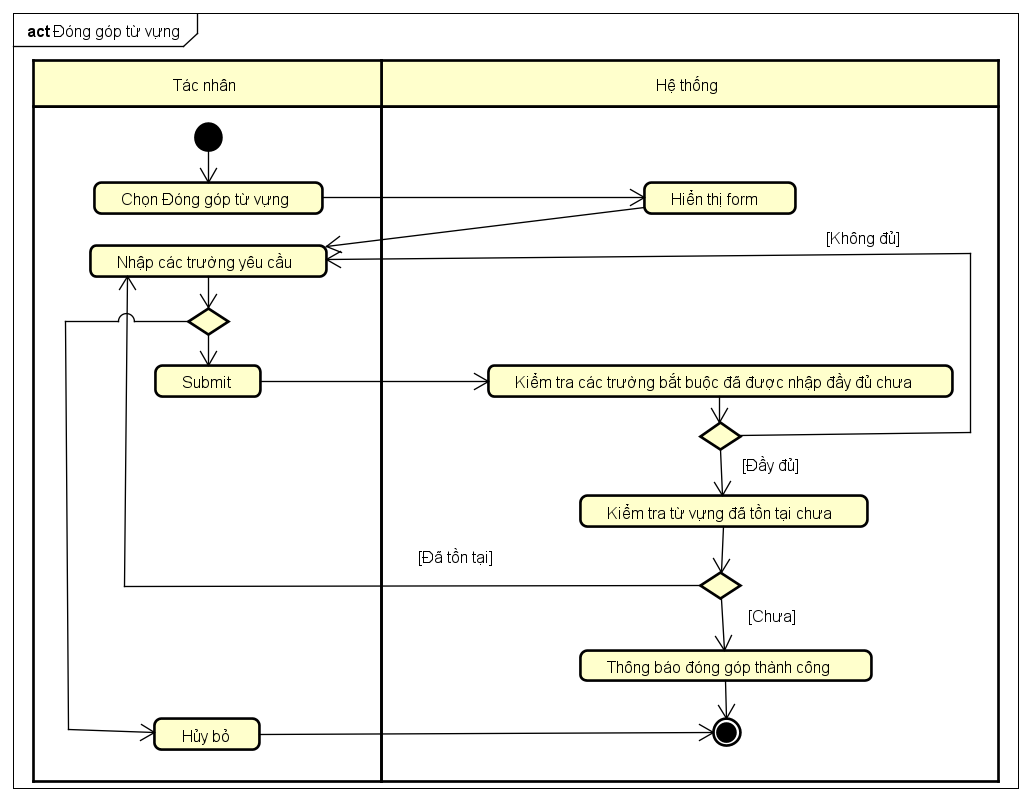 act Đóng góp từ vựng
Tác nhân
Hệ thống
Chọn Đóng góp từ vựng
Hiển thị form
[Không đủ]
Nhập các trường yêu cầu
Submit
Kiểm tra các trường bắt buộc đã được nhập đầy đủ chưa
[Đầy đủ]
Kiểm tra từ vựng đã tồn tại chưa
[Đã tồn tại]
[Chưa]
Thông báo đóng góp thành công
Hủy bỏ